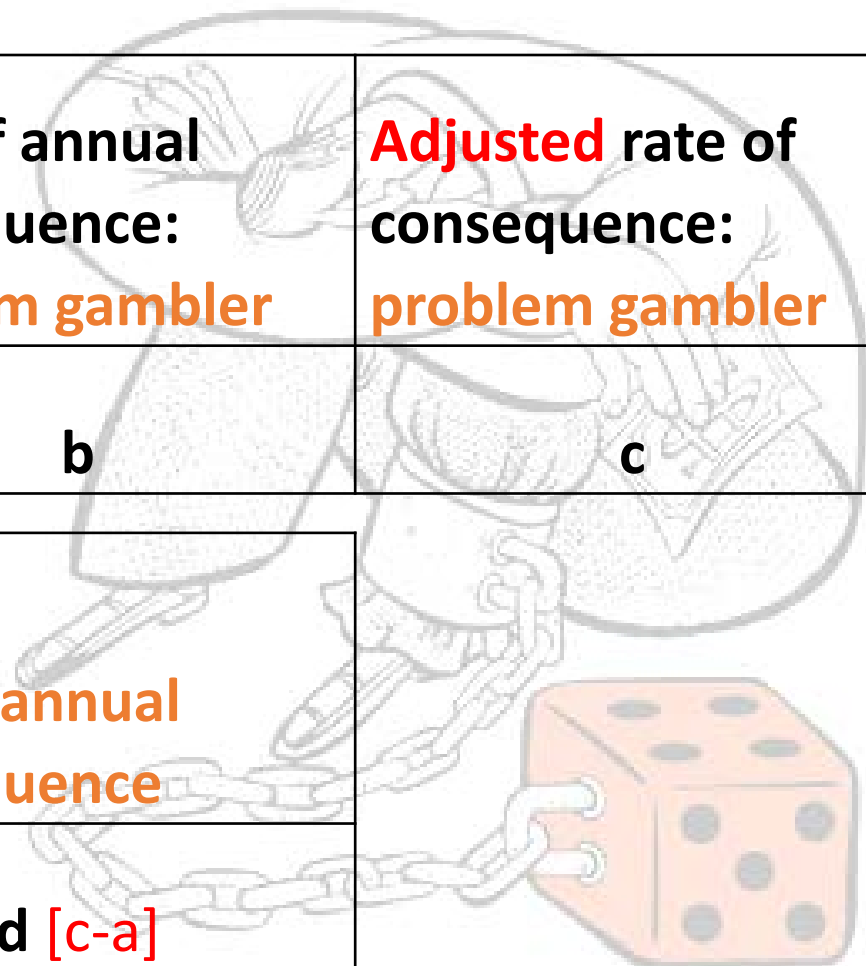 f annual
uence:
m gambler
Adjusted rate of
consequence:
problem gambler
b
c
annual
uence
d [c-a]